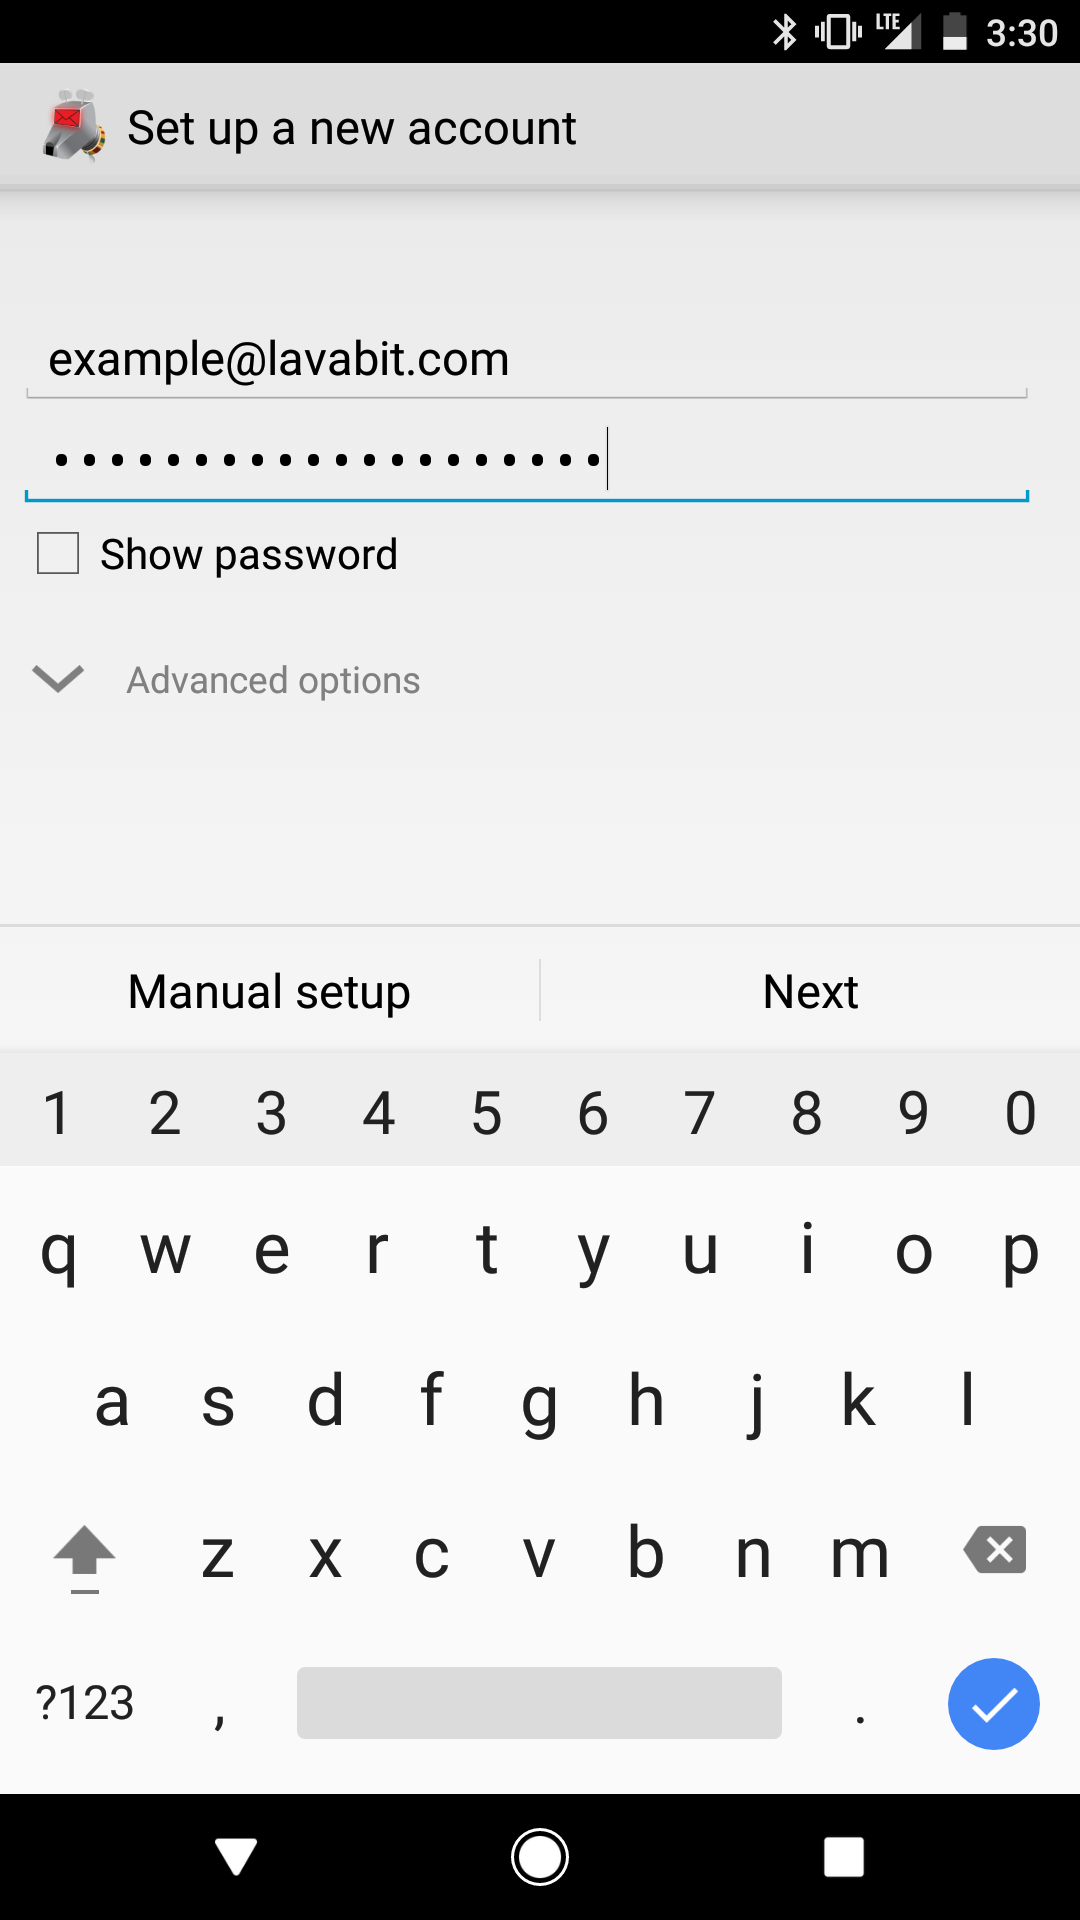 LTE 3:30
Set up a new account
example@lavabit.com
••••••••••••••••••••
Show password
Advanced options
Manual setup Next
1 2 3 4 5 6 7 8 9 0
q w e r t y u i o p
a s d f g h j k l
z x c v b n m
?123 , .